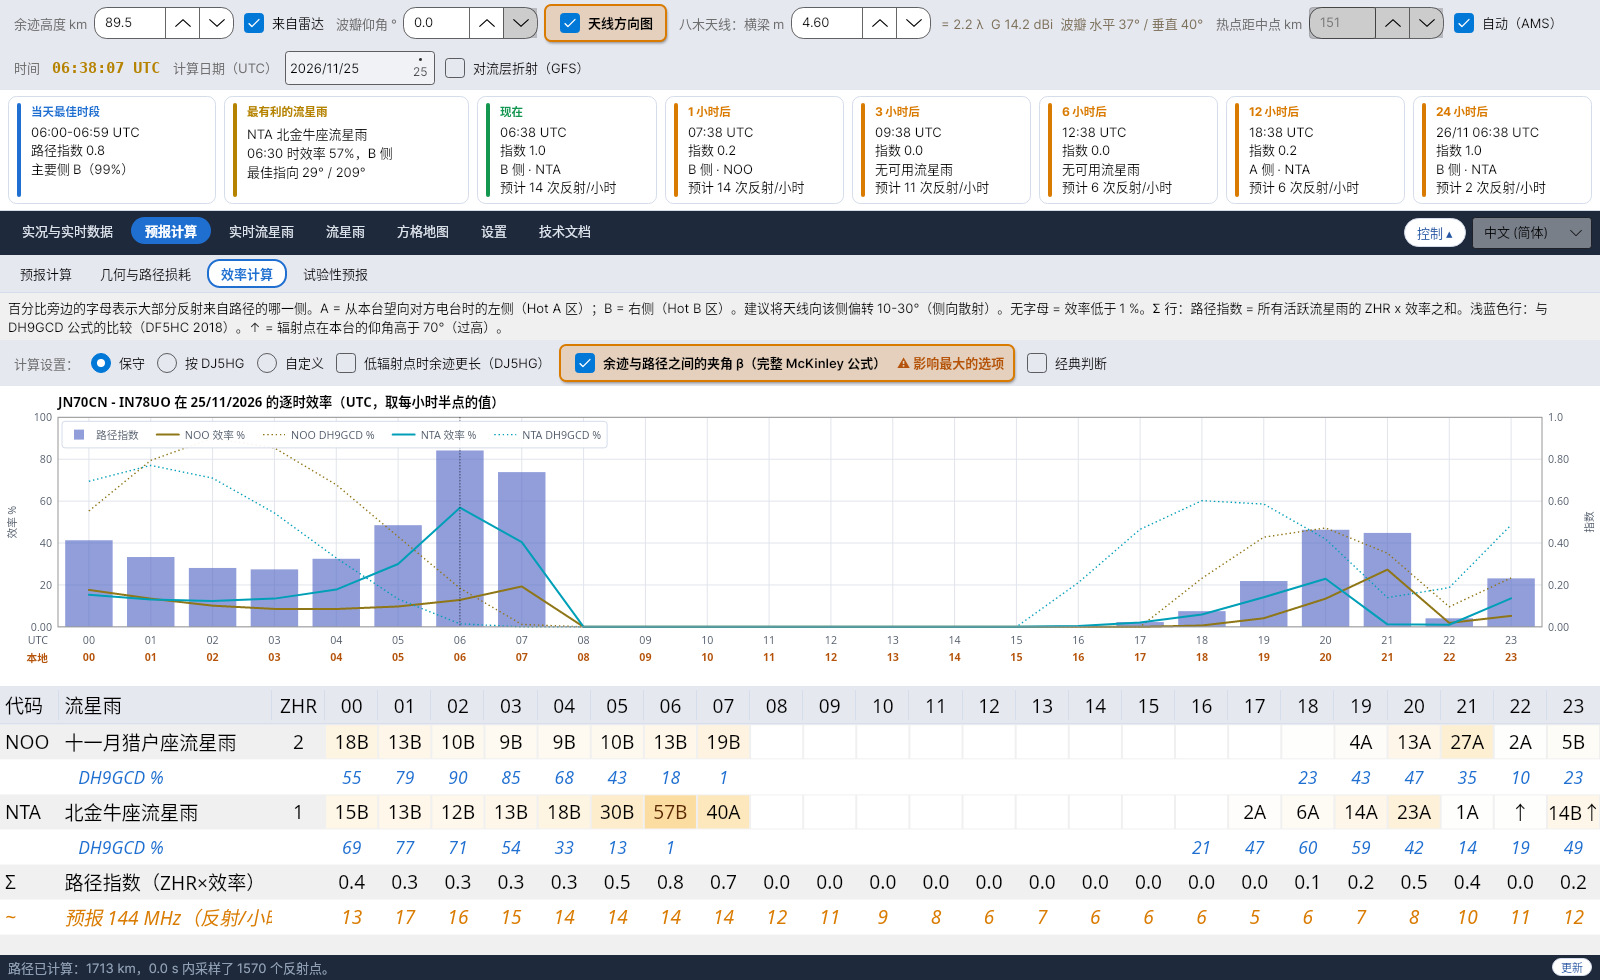 余迹高度 km 89.5 来自雷达 波瓣仰角 ° 0.0 天线方向图 八木天线：横梁 m 4.60 = 2.2 λ G 14.2 dBi 波瓣 水平 37° / 垂直 40° 热点距中点 km 151 自动（AMS）
时间 06:38:07 UTC 计算日期（UTC） 2026/11/25 25 对流层折射（GFS）
当天最佳时段
06:00-06:59 UTC
路径指数 0.8
主要侧 B（99%）
最有利的流星雨
NTA 北金牛座流星雨
06:30 时效率 57%，B 侧
最佳指向 29° / 209°
现在
06:38 UTC
指数 1.0
B 侧 · NTA
预计 14 次反射/小时
1 小时后
07:38 UTC
指数 0.2
B 侧 · NOO
预计 14 次反射/小时
3 小时后
09:38 UTC
指数 0.0
无可用流星雨
预计 11 次反射/小时
6 小时后
12:38 UTC
指数 0.0
无可用流星雨
预计 6 次反射/小时
12 小时后
18:38 UTC
指数 0.2
A 侧 · NTA
预计 6 次反射/小时
24 小时后
26/11 06:38 UTC
指数 1.0
B 侧 · NTA
预计 2 次反射/小时
实况与实时数据 预报计算 实时流星雨 流星雨 方格地图 设置 技术文档 控制 ▴ 中文 (简体)
预报计算 几何与路径损耗 效率计算 试验性预报
百分比旁边的字母表示大部分反射来自路径的哪一侧。A = 从本台望向对方电台时的左侧（Hot A 区）；B = 右侧（Hot B 区）。建议将天线向该侧偏转 10-30°（侧向散射）。无字母 = 效率低于 1 %。Σ 行：路径指数 = 所有活跃流星雨的 ZHR x 效率之和。浅蓝色行：与
DH9GCD 公式的比较（DF5HC 2018）。↑ = 辐射点在本台的仰角高于 70°（过高）。
计算设置： 保守 按 DJ5HG 自定义 低辐射点时余迹更长（DJ5HG） 余迹与路径之间的夹角 β（完整 McKinley 公式） ⚠ 影响最大的选项 经典判断
JN70CN - IN78UO 在 25/11/2026 的逐时效率（UTC，取每小时半点的值）
路径指数 NOO 效率 % NOO DH9GCD % NTA 效率 % NTA DH9GCD %
100 1.0
80 0.80
60 0.60
效率 % 指数
40 0.40
20 0.20
0.00 0.00
UTC 00 01 02 03 04 05 06 07 08 09 10 11 12 13 14 15 16 17 18 19 20 21 22 23
本地 00 01 02 03 04 05 06 07 08 09 10 11 12 13 14 15 16 17 18 19 20 21 22 23
代码 流星雨 ZHR 00 01 02 03 04 05 06 07 08 09 10 11 12 13 14 15 16 17 18 19 20 21 22 23
NOO 十一月猎户座流星雨 2 18B 13B 10B 9B 9B 10B 13B 19B 4A 13A 27A 2A 5B
DH9GCD % 55 79 90 85 68 43 18 1 23 43 47 35 10 23
NTA 北金牛座流星雨 1 15B 13B 12B 13B 18B 30B 57B 40A 2A 6A 14A 23A 1A ↑ 14B↑
DH9GCD % 69 77 71 54 33 13 1 21 47 60 59 42 14 19 49
Σ 路径指数（ZHR×效率） 0.4 0.3 0.3 0.3 0.3 0.5 0.8 0.7 0.0 0.0 0.0 0.0 0.0 0.0 0.0 0.0 0.0 0.0 0.1 0.2 0.5 0.4 0.0 0.2
~ 预报 144 MHz（反射/小 13 17 16 15 14 14 14 14 12 11 9 8 6 7 6 6 6 5 6 7 8 10 11 12
路径已计算：1713 km，0.0 s 内采样了 1570 个反射点。 更新